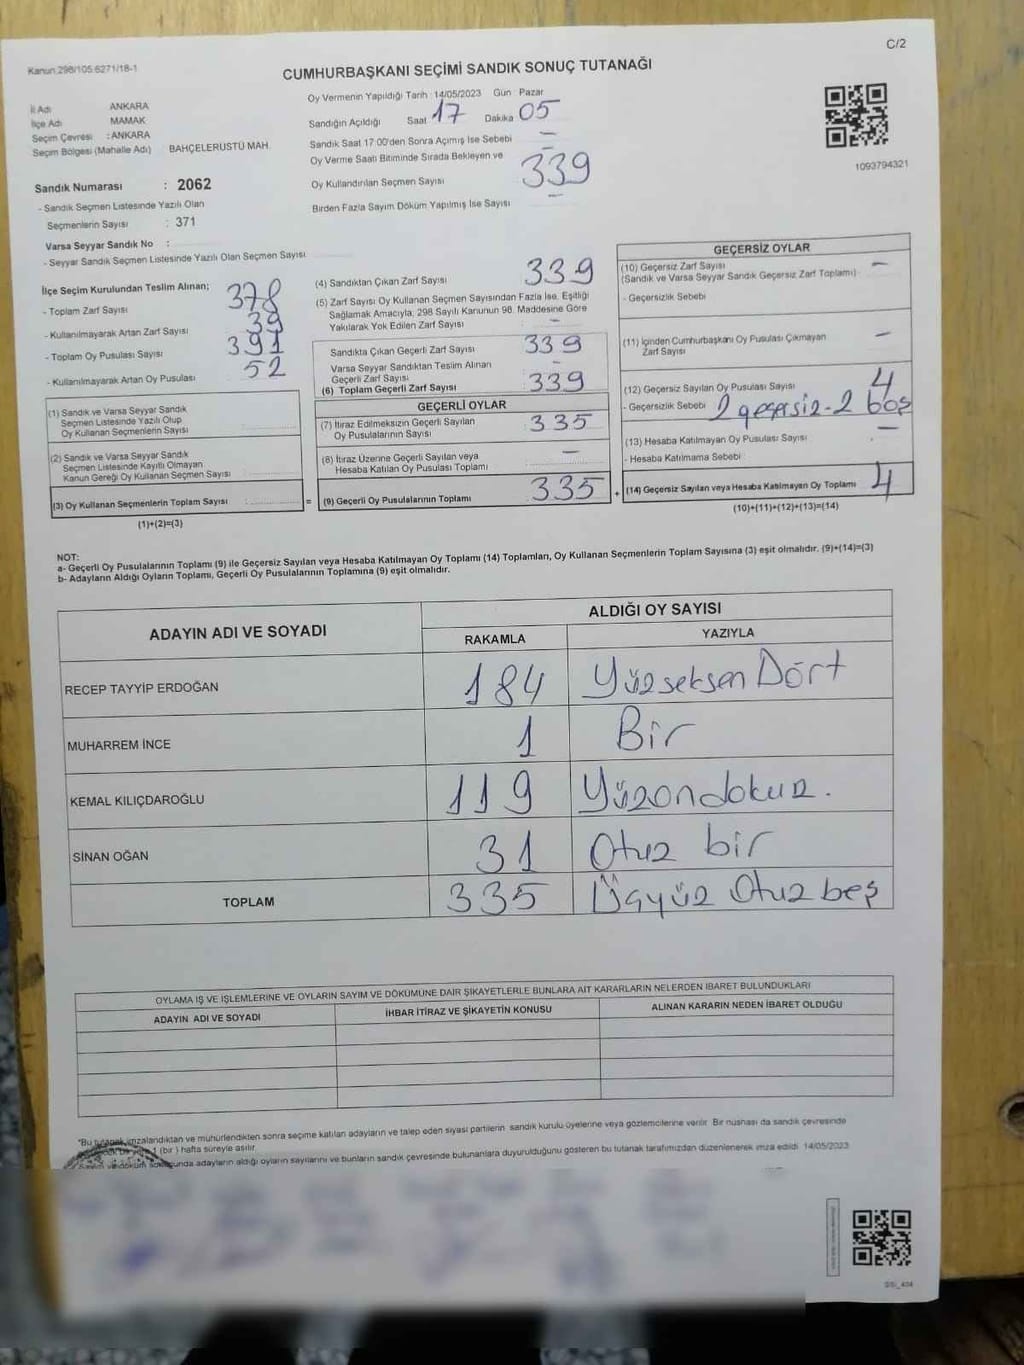 C/2
Kanun:298/105:6271/18-1
CUMHURBAŞKANI SEÇİMİ SANDIK SONUÇ TUTANAĞI
İl Adı ANKARA
İlçe Adı MAMAK
Seçim Çevresi : ANKARA
Seçim Bölgesi (Mahalle Adı) BAHÇELERÜSTÜ MAH.
Oy Vermenin Yapıldığı Tarih : 14/05/2023 Gün : Pazar
Sandığın Açıldığı Saat 17 Dakika 05
Sandık Saat 17:00'den Sonra Açımış İse Sebebi —
Oy Verme Saati Bitiminde Sırada Bekleyen ve
Oy Kullandırılan Seçmen Sayısı 339
Birden Fazla Sayım Döküm Yapılmış İse Sayısı —
1093794321
Sandık Numarası : 2062
- Sandık Seçmen Listesinde Yazılı Olan
Seçmenlerin Sayısı : 371
Varsa Seyyar Sandık No :
- Seyyar Sandık Seçmen Listesinde Yazılı Olan Seçmen Sayısı
İlçe Seçim Kurulundan Teslim Alınan;
- Toplam Zarf Sayısı 378
- Kullanılmayarak Artan Zarf Sayısı 39
- Toplam Oy Pusulası Sayısı 391
- Kullanılmayarak Artan Oy Pusulası 52
(1) Sandık ve Varsa Seyyar Sandık
Seçmen Listesinde Yazılı Olup
Oy Kullanan Seçmenlerin Sayısı
(2) Sandık ve Varsa Seyyar Sandık
Seçmen Listesinde Kayıtlı Olmayan
Kanun Gereği Oy Kullanan Seçmen Sayısı
(3) Oy Kullanan Seçmenlerin Toplam Sayısı =
(1)+(2)=(3)
(4) Sandıktan Çıkan Zarf Sayısı 339
(5) Zarf Sayısı Oy Kullanan Seçmen Sayısından Fazla İse, Eşitliği
Sağlamak Amacıyla, 298 Sayılı Kanunun 98. Maddesine Göre
Yakılarak Yok Edilen Zarf Sayısı —
Sandıkta Çıkan Geçerli Zarf Sayısı 339
Varsa Seyyar Sandıktan Teslim Alınan
Geçerli Zarf Sayısı —
(6) Toplam Geçerli Zarf Sayısı 339
GEÇERLİ OYLAR
(7) İtiraz Edilmeksizin Geçerli Sayılan
Oy Pusulalarının Sayısı 335
(8) İtiraz Üzerine Geçerli Sayılan veya
Hesaba Katılan Oy Pusulası Toplamı —
(9) Geçerli Oy Pusulalarının Toplamı 335 +
GEÇERSİZ OYLAR
(10) Geçersiz Zarf Sayısı —
(Sandık ve Varsa Seyyar Sandık Geçersiz Zarf Toplamı)
- Geçersizlik Sebebi
(11) İçinden Cumhurbaşkanı Oy Pusulası Çıkmayan
Zarf Sayısı —
(12) Geçersiz Sayılan Oy Pusulası Sayısı 4
- Geçersizlik Sebebi 2 geçersiz-2 boş
(13) Hesaba Katılmayan Oy Pusulası Sayısı —
- Hesaba Katılmama Sebebi
(14) Geçersiz Sayılan veya Hesaba Katılmayan Oy Toplamı 4
(10)+(11)+(12)+(13)=(14)
NOT:
a- Geçerli Oy Pusulalarının Toplamı (9) ile Geçersiz Sayılan veya Hesaba Katılmayan Oy Toplamı (14) Toplamları, Oy Kullanan Seçmenlerin Toplam Sayısına (3) eşit olmalıdır. (9)+(14)=(3)
b- Adayların Aldığı Oyların Toplamı, Geçerli Oy Pusulalarının Toplamına (9) eşit olmalıdır.
ADAYIN ADI VE SOYADI ALDIĞI OY SAYISI
RAKAMLA YAZIYLA
RECEP TAYYİP ERDOĞAN 184 Yüzseksen Dört
MUHARREM İNCE 1 Bir
KEMAL KILIÇDAROĞLU 119 Yüzondokuz.
SİNAN OĞAN 31 Otuz bir
TOPLAM 335 Üçyüz Otuz beş
OYLAMA İŞ VE İŞLEMLERİNE VE OYLARIN SAYIM VE DÖKÜMÜNE DAİR ŞİKAYETLERLE BUNLARA AİT KARARLARIN NELERDEN İBARET BULUNDUKLARI
ADAYIN ADI VE SOYADI İHBAR İTİRAZ VE ŞİKAYETİN KONUSU ALINAN KARARIN NEDEN İBARET OLDUĞU
"Bu tutanak imzalandıktan ve mühürlendikten sonra seçime katılan adayların ve talep eden siyasi partilerin sandık kurulu üyelerine veya gözlemcilerine verilir. Bir nüshası da sandık çevresinde
1 (bir) hafta süreyle asılır.
Sayım ve döküm sonucunda adayların aldığı oyların sayılarını ve bunların sandık çevresinde bulunanlara duyurulduğunu gösteren bu tutanak tarafımızdan düzenlenerek imza edildi. 14/05/2023